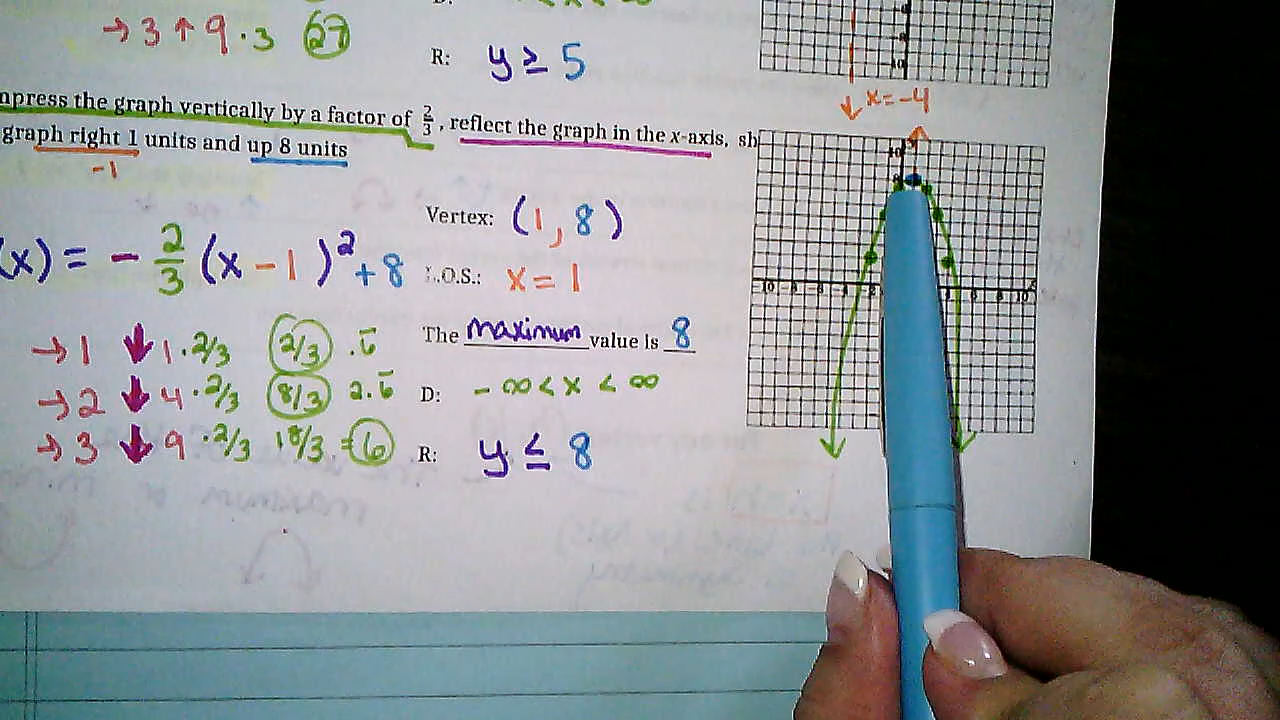 → 3 ↑ 9 · 3 27
R: y ≥ 5
x = -4
mpress the graph vertically by a factor of 2/3, reflect the graph in the x-axis, sh
graph right 1 units and up 8 units
-1
Vertex: (1, 8)
(x) = - 2/3 (x - 1)² + 8
.O.S.: x = 1
→ 1 ↓ 1 · 2/3 2/3 .6̅
The maximum value is 8
→ 2 ↓ 4 · 2/3 8/3 2.6̅
D: - ∞ < x < ∞
→ 3 ↓ 9 · 2/3 18/3 = 6
R: y ≤ 8